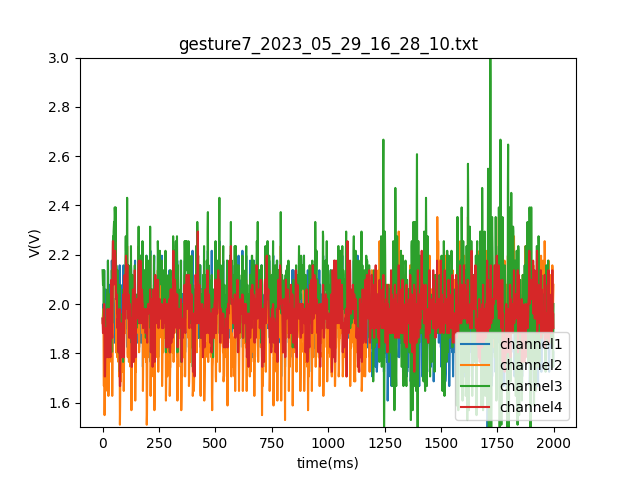 gesture7_2023_05_29_16_28_10.txt
3.0
2.8
2.6
2.4
2.2
2.0
1.8
1.6
V(V)
channel1
channel2
channel3
channel4
0 250 500 750 1000 1250 1500 1750 2000
time(ms)